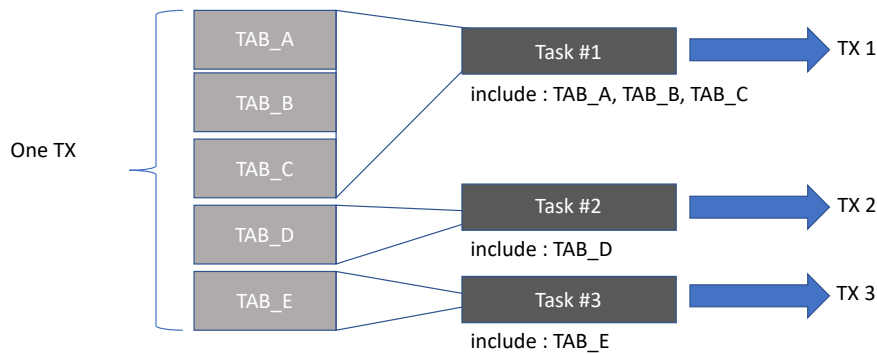 One TX
TAB_A
TAB_B
TAB_C
TAB_D
TAB_E
Task #1
include : TAB_A, TAB_B, TAB_C
TX 1
Task #2
include : TAB_D
TX 2
Task #3
include : TAB_E
TX 3